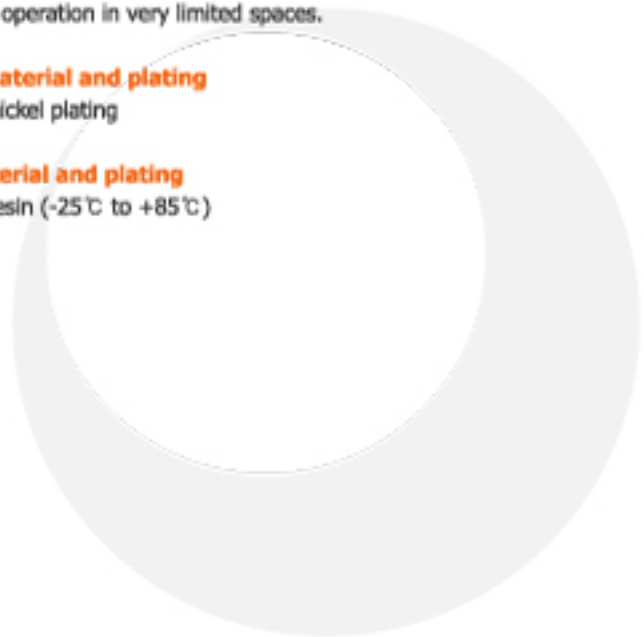 operation in very limited spaces.
aterial and plating
ickel plating
erial and plating
esin (-25℃ to +85℃)